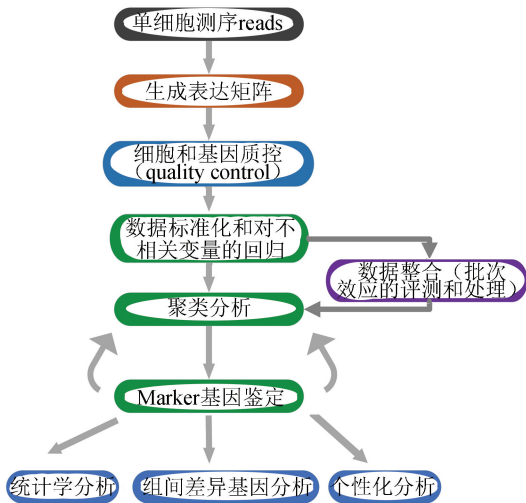 单细胞测序reads
生成表达矩阵
细胞和基因质控
（quality control）
数据标准化和对不
相关变量的回归
数据整合（批次
效应的评测和处理）
聚类分析
Marker基因鉴定
统计学分析
组间差异基因分析
个性化分析